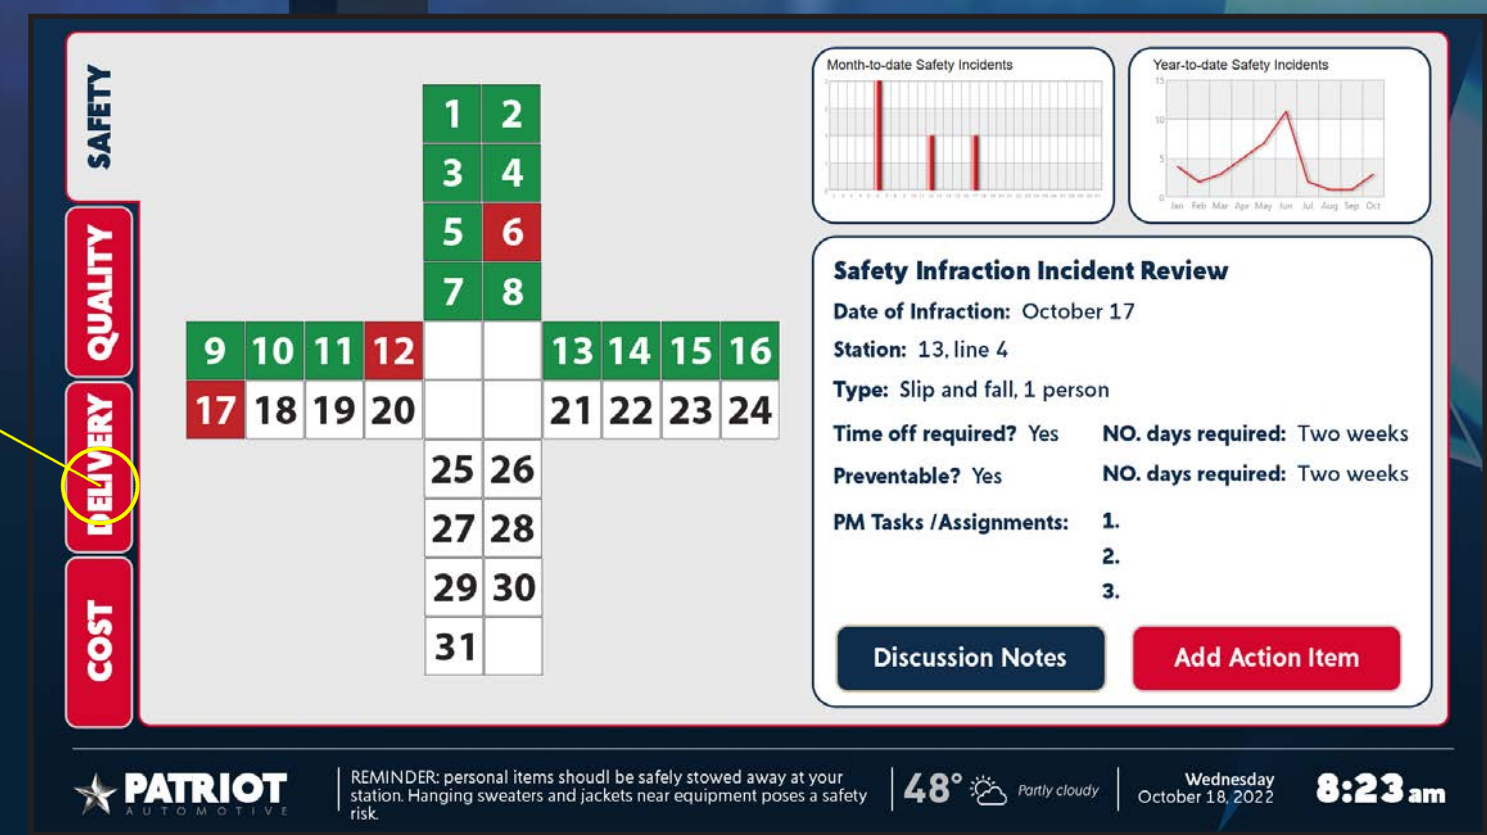 SAFETY
QUALITY
DELIVERY
COST
1 2
3 4
5 6
7 8
9 10 11 12 13 14 15 16
17 18 19 20 21 22 23 24
25 26
27 28
29 30
31
Month-to-date Safety Incidents
Year-to-date Safety Incidents
15
10
5
0
Jan Feb Mar Apr May Jun Jul Aug Sep Oct
Safety Infraction Incident Review
Date of Infraction: October 17
Station: 13, line 4
Type: Slip and fall, 1 person
Time off required? Yes NO. days required: Two weeks
Preventable? Yes NO. days required: Two weeks
PM Tasks /Assignments: 1.
2.
3.
Discussion Notes
Add Action Item
PATRIOT
AUTOMOTIVE
REMINDER: personal items shoudl be safely stowed away at your
station. Hanging sweaters and jackets near equipment poses a safety
risk.
48° Partly cloudy
Wednesday
October 18, 2022
8:23 am